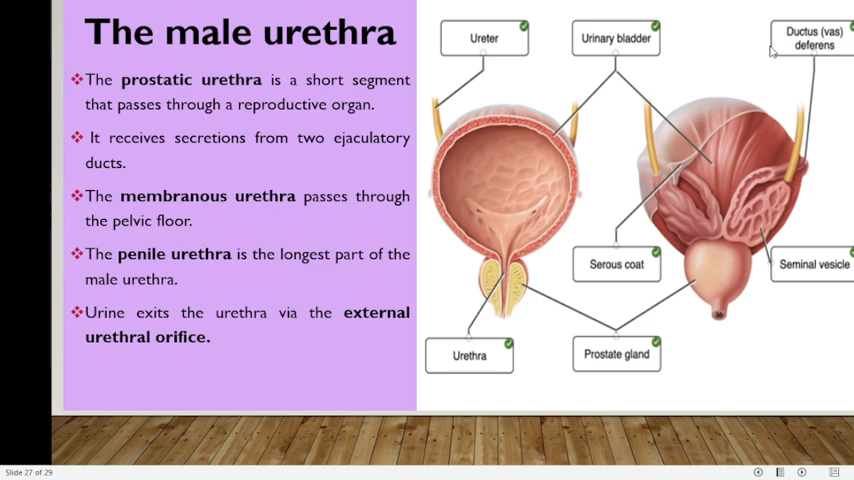 The male urethra
❖The prostatic urethra is a short segment
that passes through a reproductive organ.
❖ It receives secretions from two ejaculatory
ducts.
❖The membranous urethra passes through
the pelvic floor.
❖The penile urethra is the longest part of the
male urethra.
❖Urine exits the urethra via the external
urethral orifice.
Ureter
Urinary bladder
Ductus (vas)
deferens
Serous coat
Seminal vesicle
Urethra
Prostate gland
Slide 27 of 29